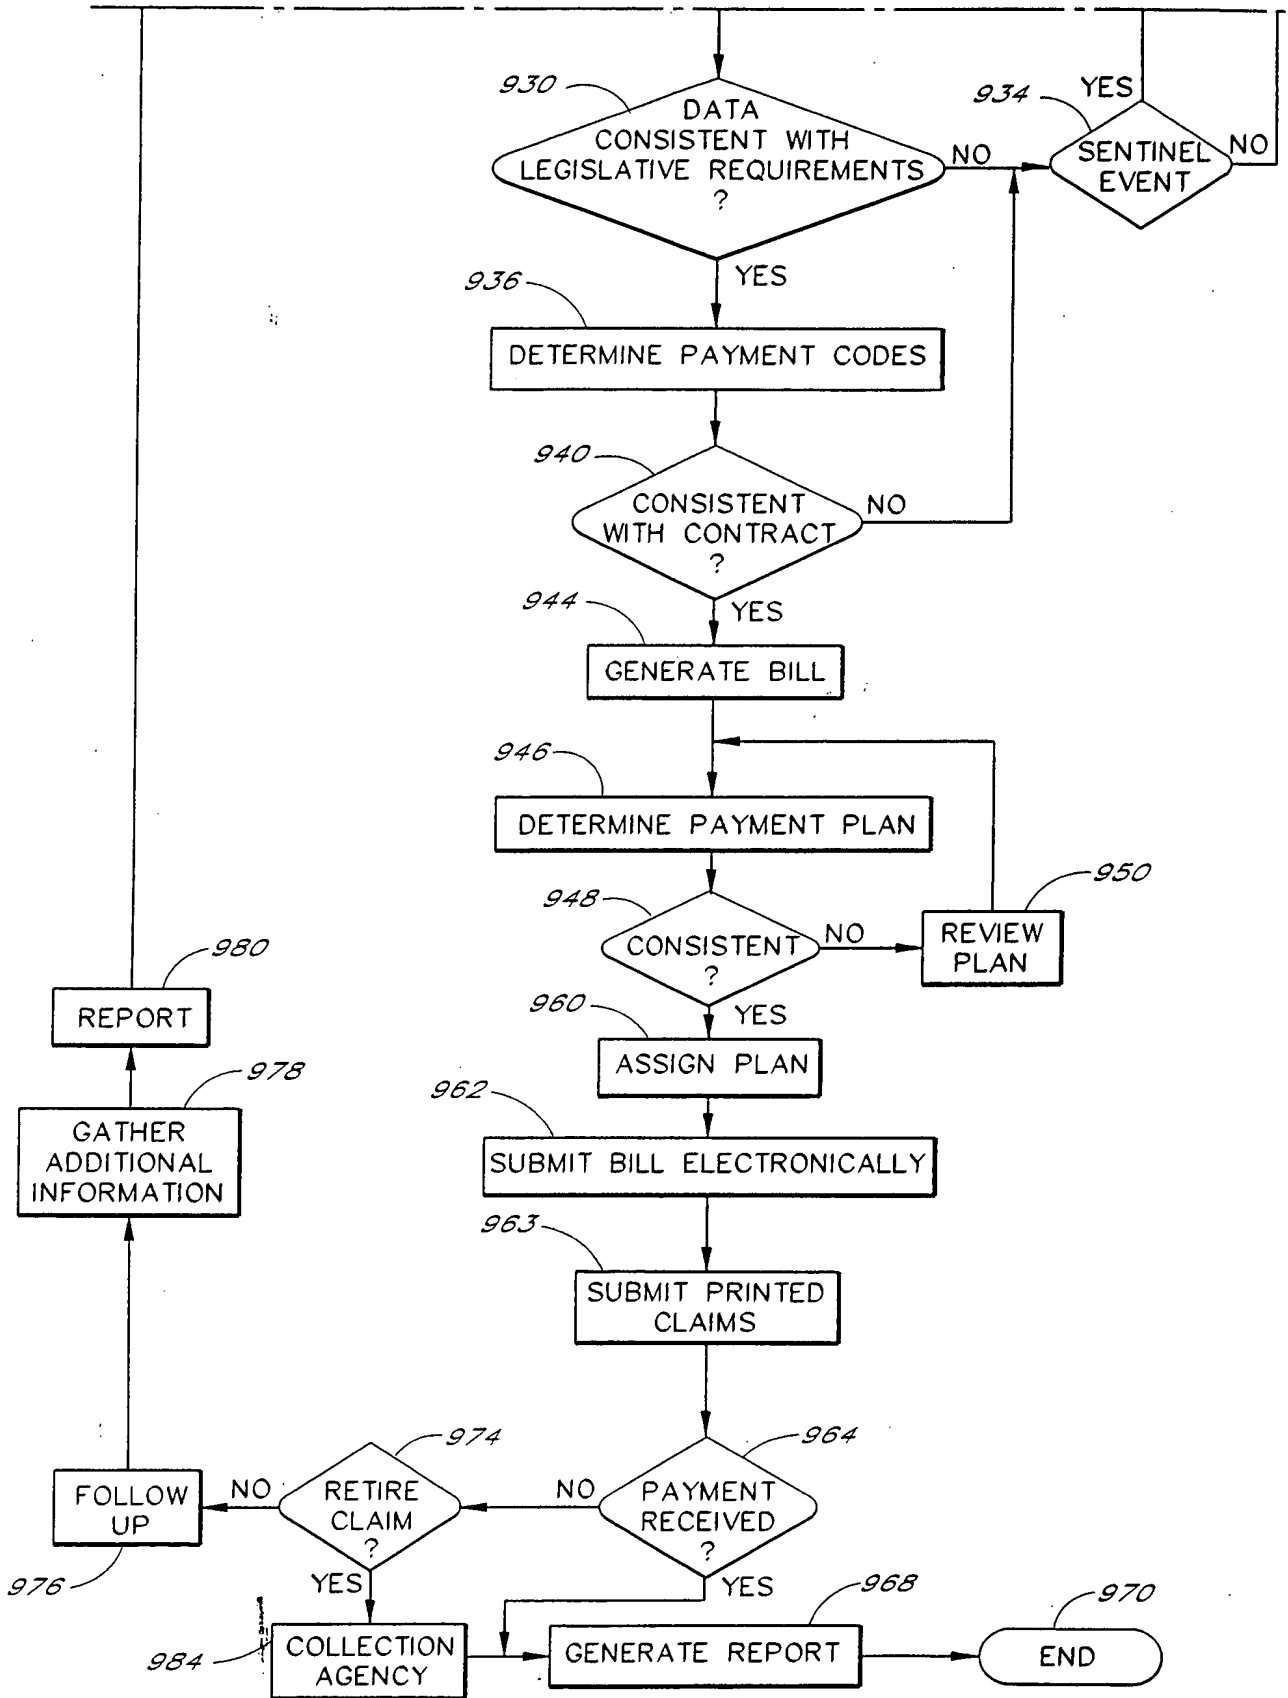 930
DATA
CONSISTENT WITH
LEGISLATIVE REQUIREMENTS
?
NO
YES
934
YES
SENTINEL
EVENT
NO
936
DETERMINE PAYMENT CODES
940
CONSISTENT
WITH CONTRACT
?
NO
YES
944
GENERATE BILL
946
DETERMINE PAYMENT PLAN
948
CONSISTENT
?
NO
950
REVIEW
PLAN
YES
960
ASSIGN PLAN
962
SUBMIT BILL ELECTRONICALLY
963
SUBMIT PRINTED
CLAIMS
964
PAYMENT
RECEIVED
?
NO
YES
974
RETIRE
CLAIM
?
NO
YES
FOLLOW
UP
976
978
GATHER
ADDITIONAL
INFORMATION
980
REPORT
984
COLLECTION
AGENCY
968
GENERATE REPORT
970
END